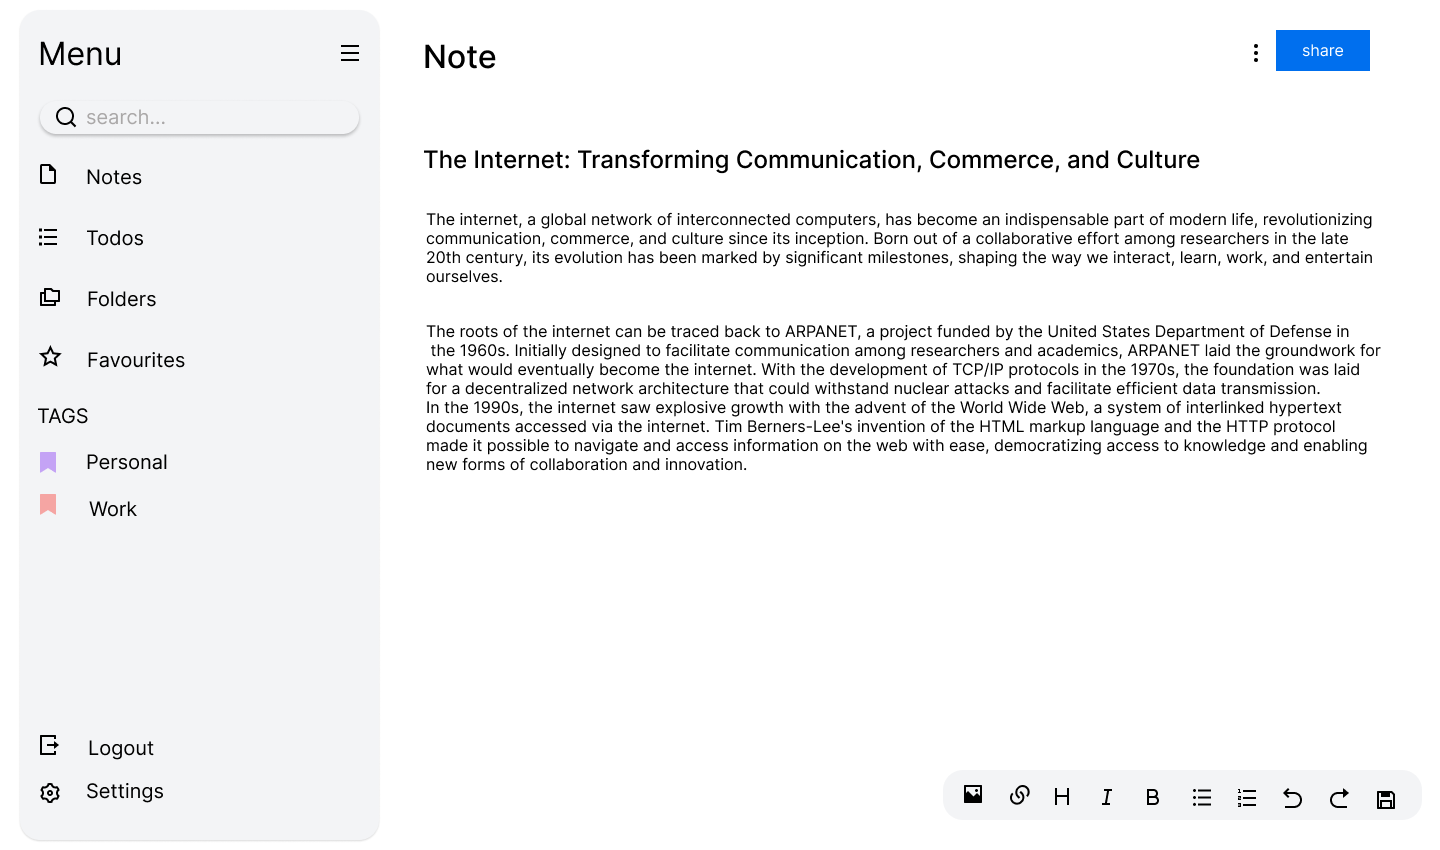 Menu
search...
Notes
Todos
Folders
Favourites
TAGS
Personal
Work
Logout
Settings
Note
share
The Internet: Transforming Communication, Commerce, and Culture
The internet, a global network of interconnected computers, has become an indispensable part of modern life, revolutionizing
communication, commerce, and culture since its inception. Born out of a collaborative effort among researchers in the late
20th century, its evolution has been marked by significant milestones, shaping the way we interact, learn, work, and entertain
ourselves.
The roots of the internet can be traced back to ARPANET, a project funded by the United States Department of Defense in
the 1960s. Initially designed to facilitate communication among researchers and academics, ARPANET laid the groundwork for
what would eventually become the internet. With the development of TCP/IP protocols in the 1970s, the foundation was laid
for a decentralized network architecture that could withstand nuclear attacks and facilitate efficient data transmission.
In the 1990s, the internet saw explosive growth with the advent of the World Wide Web, a system of interlinked hypertext
documents accessed via the internet. Tim Berners-Lee's invention of the HTML markup language and the HTTP protocol
made it possible to navigate and access information on the web with ease, democratizing access to knowledge and enabling
new forms of collaboration and innovation.
H I B